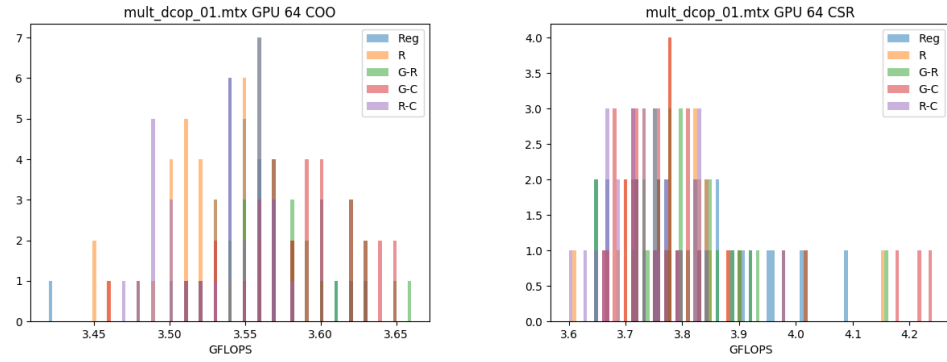 mult_dcop_01.mtx GPU 64 COO
7
6
5
4
3
2
1
0
3.45 3.50 3.55 3.60 3.65
GFLOPS
Reg
R
G-R
G-C
R-C
mult_dcop_01.mtx GPU 64 CSR
4.0
3.5
3.0
2.5
2.0
1.5
1.0
0.5
0.0
3.6 3.7 3.8 3.9 4.0 4.1 4.2
GFLOPS
Reg
R
G-R
G-C
R-C